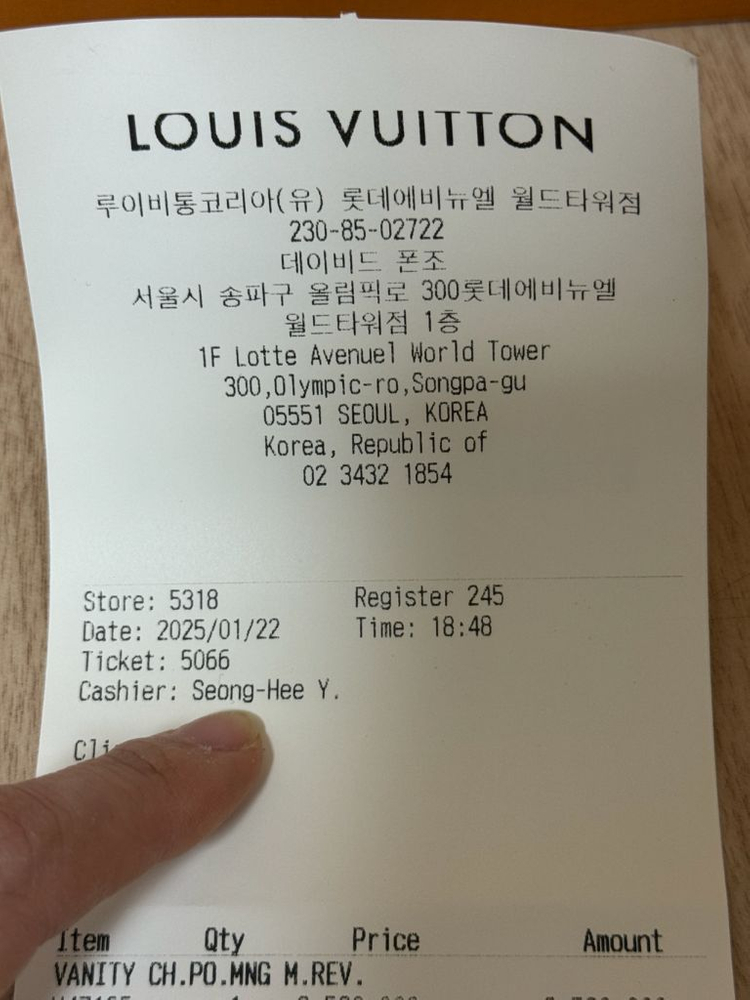 LOUIS VUITTON
루이비통코리아(유) 롯데에비뉴엘 월드타워점
230-85-02722
데이비드 폰조
서울시 송파구 올림픽로 300롯데에비뉴엘
월드타워점 1층
1F Lotte Avenuel World Tower
300,Olympic-ro,Songpa-gu
05551 SEOUL, KOREA
Korea, Republic of
02 3432 1854
Store: 5318 Register 245
Date: 2025/01/22 Time: 18:48
Ticket: 5066
Cashier: Seong-Hee Y.
Item Qty Price Amount
VANITY CH.PO.MNG M.REV.